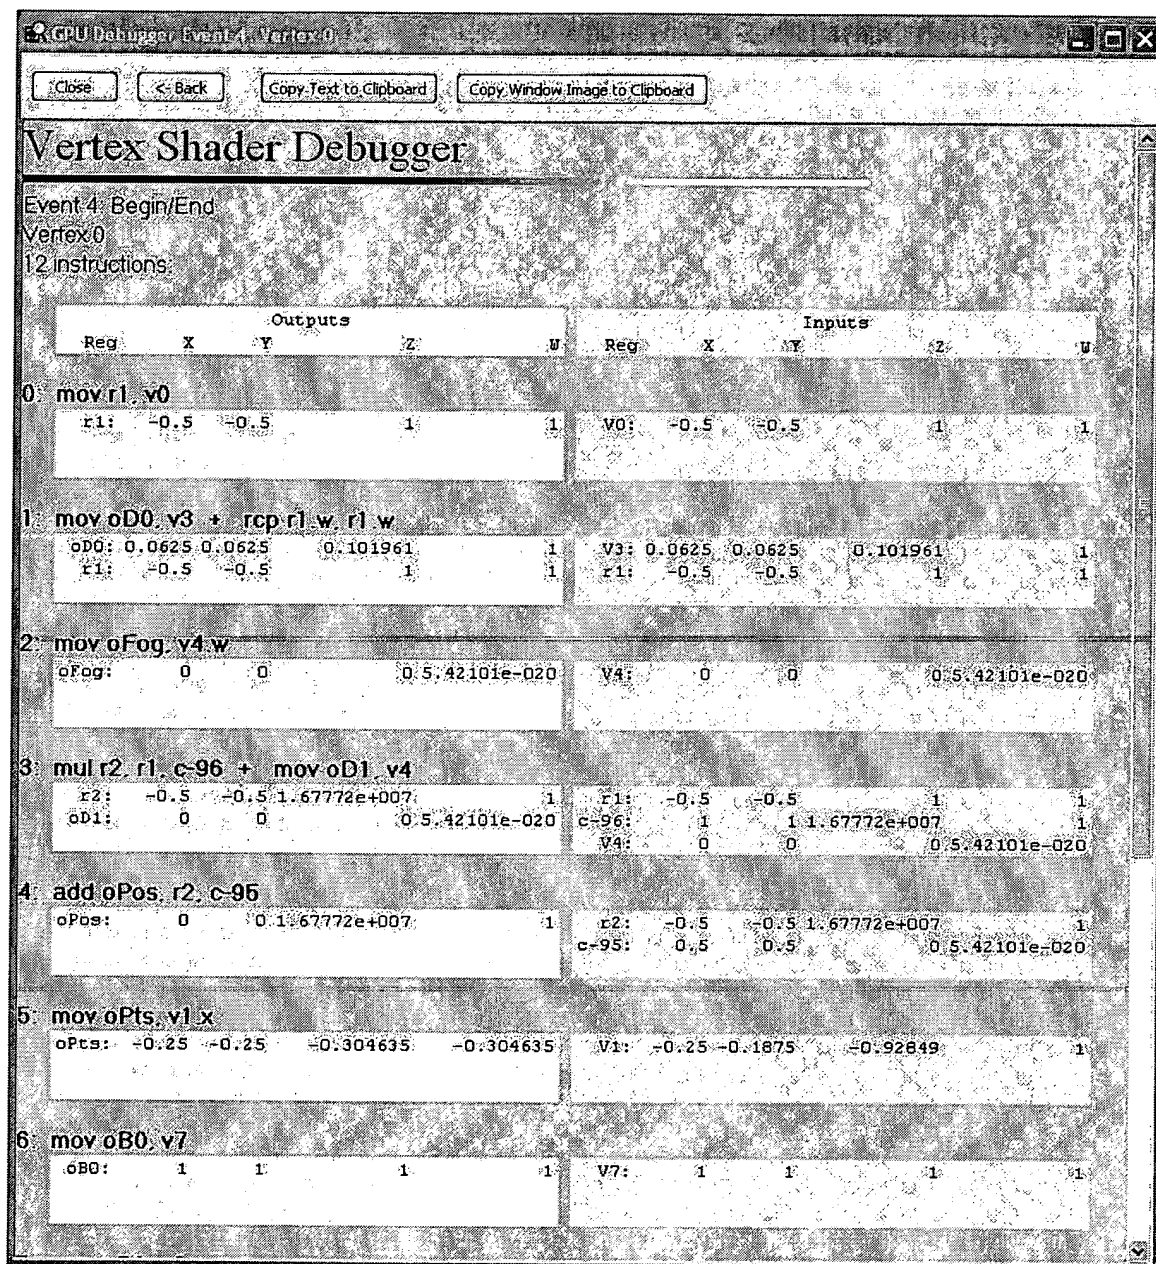 GPU Debugger Event 4, Vertex 0
Close <- Back Copy Text to Clipboard Copy Window Image to Clipboard
Vertex Shader Debugger
Event 4: Begin/End
Vertex 0
12 instructions:
Outputs Inputs
Reg X Y Z W Reg X Y Z W
0: mov r1, v0
r1: -0.5 -0.5 1 1 V0: -0.5 -0.5 1 1
1: mov oD0, v3 + rcp r1.w, r1.w
oD0: 0.0625 0.0625 0.101961 1 V3: 0.0625 0.0625 0.101961 1
r1: -0.5 -0.5 1 1 r1: -0.5 -0.5 1 1
2: mov oFog, v4.w
oFog: 0 0 0 5.42101e-020 V4: 0 0 0 5.42101e-020
3: mul r2, r1, c-96 + mov oD1, v4
r2: -0.5 -0.5 1.67772e+007 1 r1: -0.5 -0.5 1 1
oD1: 0 0 0 5.42101e-020 c-96: 1 1 1.67772e+007 1
V4: 0 0 0 5.42101e-020
4: add oPos, r2, c-95
oPos: 0 0 1.67772e+007 1 r2: -0.5 -0.5 1.67772e+007 1
c-95: 0.5 0.5 0 5.42101e-020
5: mov oPts, v1.x
oPts: -0.25 -0.25 -0.304635 -0.304635 V1: -0.25 -0.1875 -0.92849 1
6: mov oB0, v7
oB0: 1 1 1 1 V7: 1 1 1 1